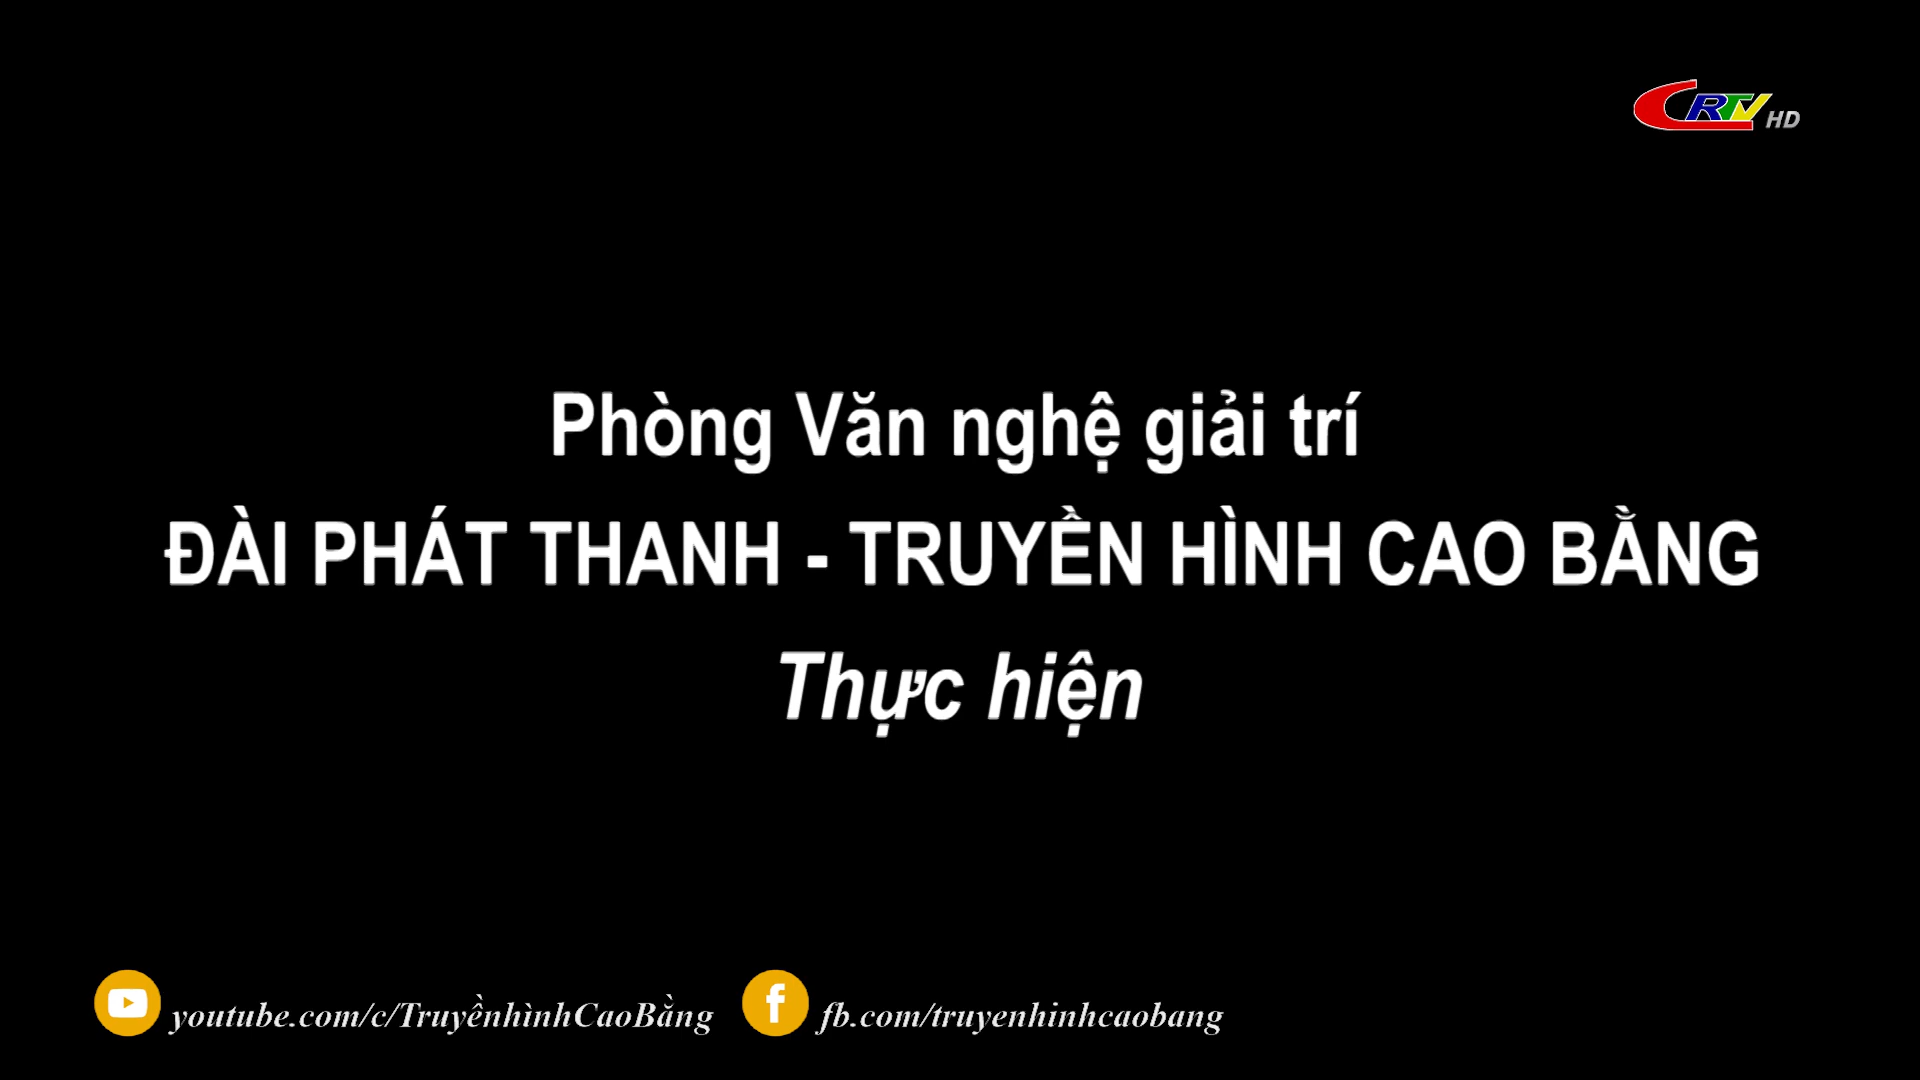 CRTV HD
Phòng Văn nghệ giải trí
ĐÀI PHÁT THANH - TRUYỀN HÌNH CAO BẰNG
Thực hiện
youtube.com/c/TruyềnhìnhCaoBằng fb.com/truyenhinhcaobang